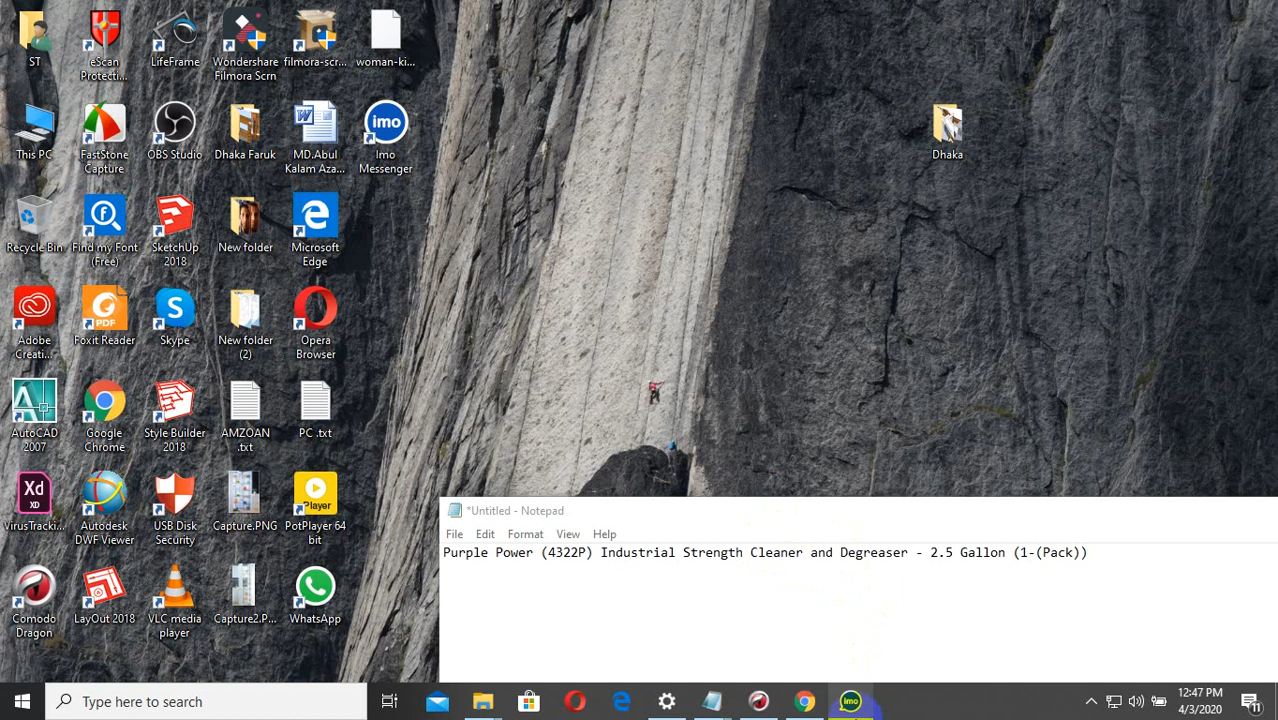 ST
eScan Protecti...
LifeFrame
Wondershare Filmora Scrn
filmora-scr...
woman-ki...
This PC
FastStone Capture
OBS Studio
Dhaka Faruk
MD.Abul Kalam Aza...
imo
Imo Messenger
Dhaka
Recycle Bin
Find my Font (Free)
SketchUp 2018
New folder
Microsoft Edge
Adobe Creati...
PDF
Foxit Reader
Skype
New folder (2)
Opera Browser
AutoCAD 2007
Google Chrome
Style Builder 2018
AMZOAN .txt
PC .txt
Xd
XD
VirusTracki...
Autodesk DWF Viewer
USB Disk Security
Capture.PNG
Player
PotPlayer 64 bit
Comodo Dragon
LayOut 2018
VLC media player
Capture2.P...
WhatsApp
*Untitled - Notepad
File Edit Format View Help
Purple Power (4322P) Industrial Strength Cleaner and Degreaser - 2.5 Gallon (1-(Pack))
Type here to search
imo
12:47 PM
4/3/2020
11